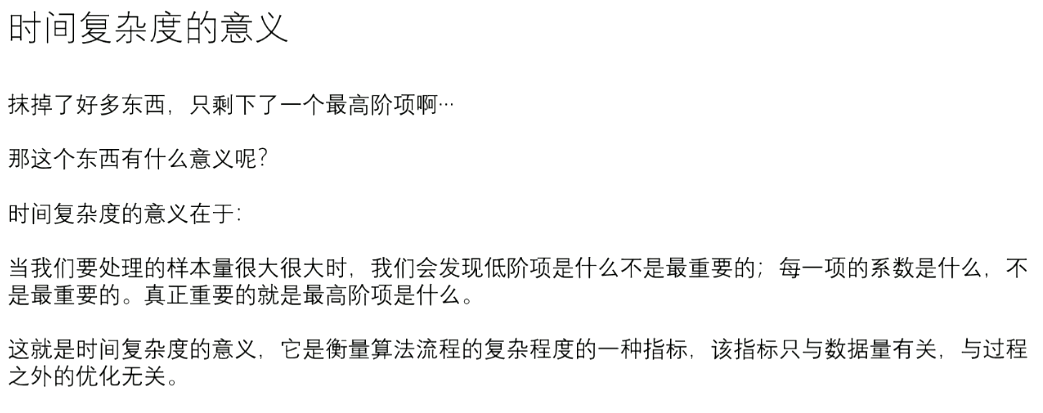 时间复杂度的意义
抹掉了好多东西，只剩下了一个最高阶项啊…
那这个东西有什么意义呢？
时间复杂度的意义在于：
当我们要处理的样本量很大很大时，我们会发现低阶项是什么不是最重要的；每一项的系数是什么，不
是最重要的。真正重要的就是最高阶项是什么。
这就是时间复杂度的意义，它是衡量算法流程的复杂程度的一种指标，该指标只与数据量有关，与过程
之外的优化无关。